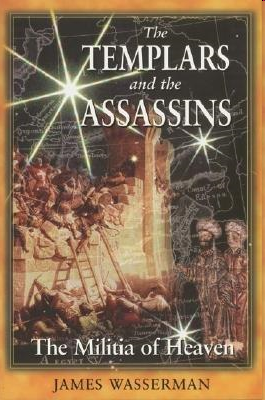 The
TEMPLARS
and the
ASSASSINS
The Militia of Heaven
JAMES WASSERMAN